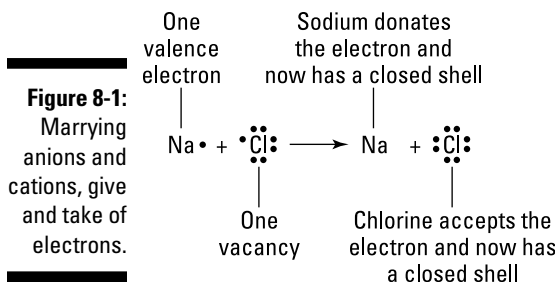 One
valence
electron
Sodium donates
the electron and
now has a closed shell
Figure 8-1:
Marrying
anions and
cations, give
and take of
electrons.
Na• + •Cl: ⟶ Na + :Cl:
One
vacancy
Chlorine accepts the
electron and now has
a closed shell